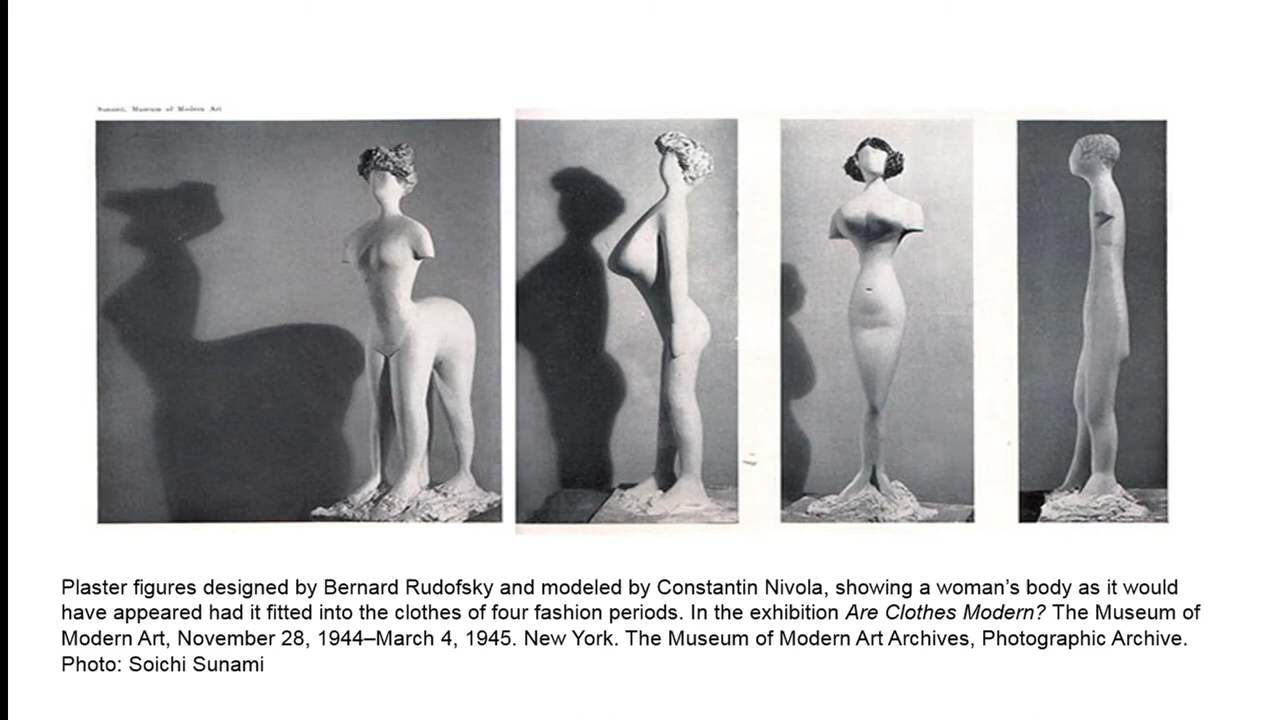 Sunami, Museum of Modern Art
Plaster figures designed by Bernard Rudofsky and modeled by Constantin Nivola, showing a woman’s body as it would
have appeared had it fitted into the clothes of four fashion periods. In the exhibition Are Clothes Modern? The Museum of
Modern Art, November 28, 1944–March 4, 1945. New York. The Museum of Modern Art Archives, Photographic Archive.
Photo: Soichi Sunami